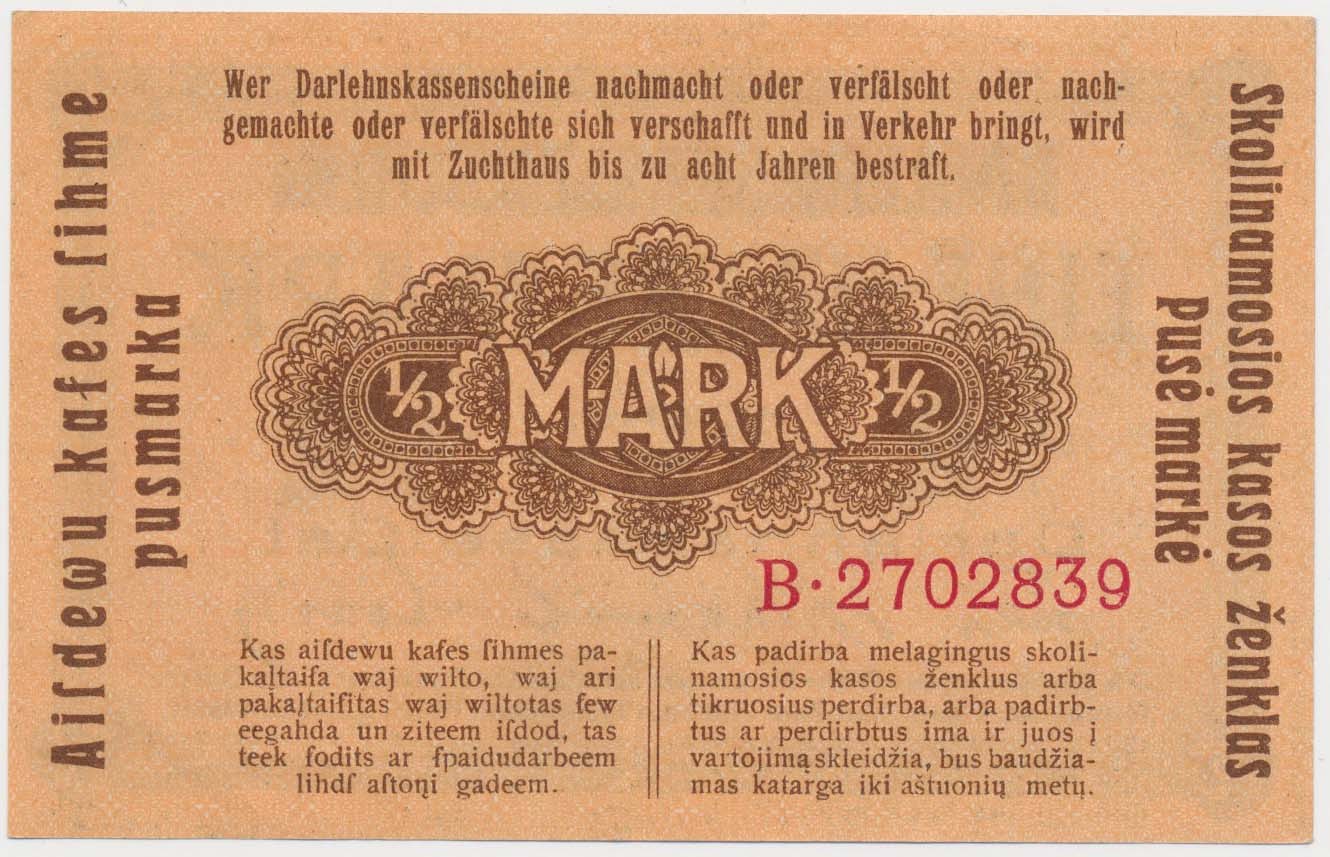 Wer Darlehnskassenscheine nachmacht oder verfälscht oder nach-
gemachte oder verfälschte sich verschafft und in Verkehr bringt, wird
mit Zuchthaus bis zu acht Jahren bestraft.
Aiſdewu kaſes ſihme
pusmarka
½ MARK ½
Skolinamosios kasos ženklas
Pusė markė
B·2702839
Kas aiſdewu kaſes ſihmes pa-
kaļtaiſa waj wilto, waj ari
pakaļtaiſitas waj wiltotas ſew
eegahda un ziteem iſdod, tas
teek ſodits ar ſpaidudarbeem
lihdſ aſtoņi gadeem.
Kas padirba melagingus skoli-
namosios kasos ženklus arba
tikruosius perdirba, arba padirb-
tus ar perdirbtus ima ir juos į
vartojimą skleidžia, bus baudžia-
mas katarga iki aštuonių metų.